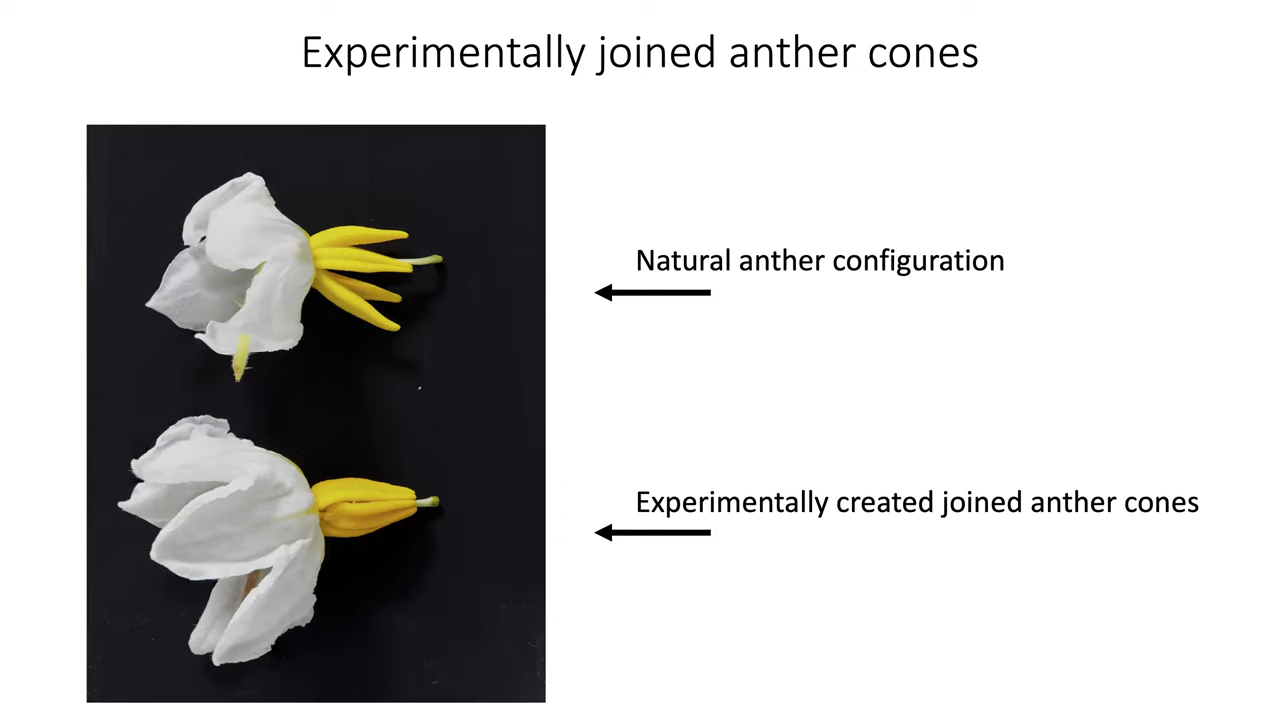 Experimentally joined anther cones
Natural anther configuration
Experimentally created joined anther cones